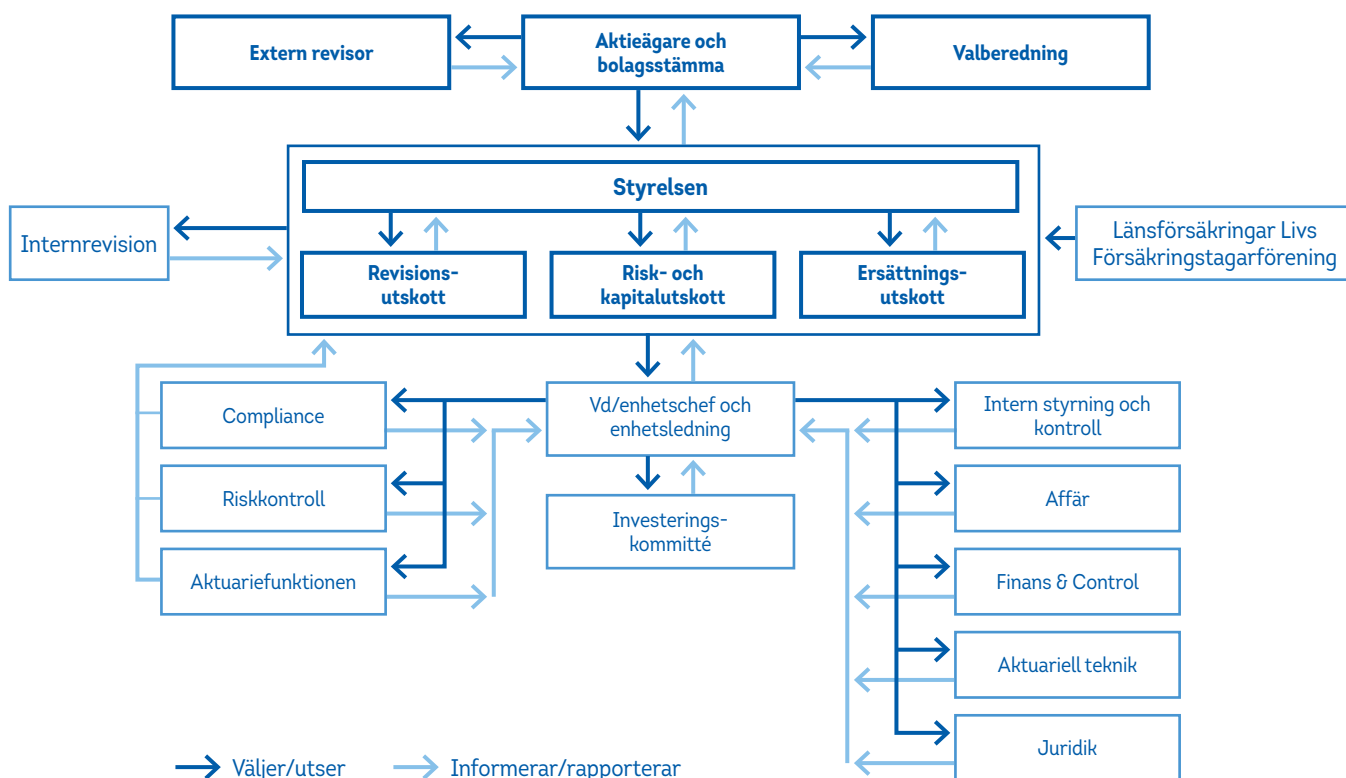 Extern revisor
Aktieägare och
bolagsstämma
Valberedning
Styrelsen
Internrevision
Länsförsäkringar Livs
Försäkringstagarförening
Revisions-
utskott
Risk- och
kapitalutskott
Ersättnings-
utskott
Compliance
Vd/enhetschef och
enhetsledning
Intern styrning och
kontroll
Riskkontroll
Investerings-
kommitté
Affär
Aktuariefunktionen
Finans & Control
Aktuariell teknik
Juridik
Väljer/utser
Informerar/rapporterar